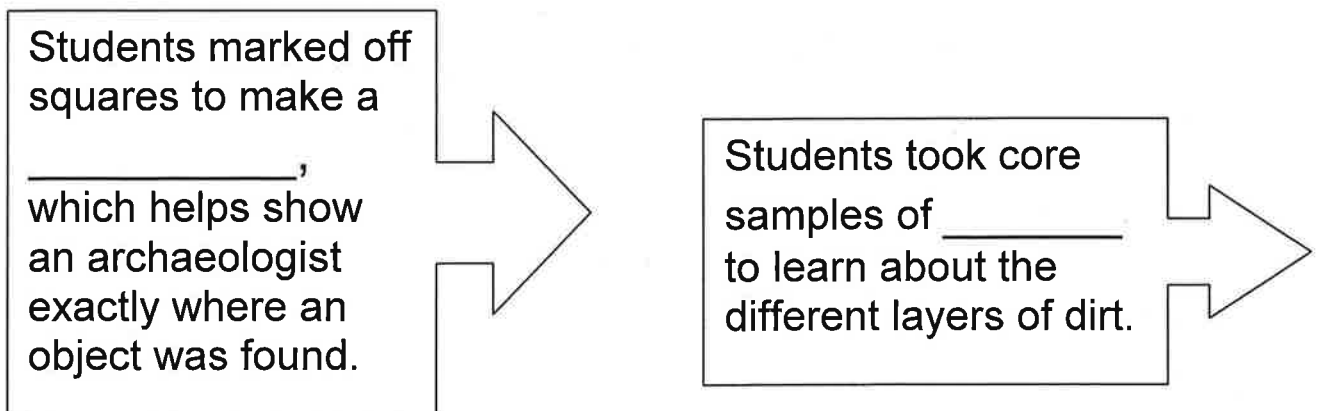 Students marked off
squares to make a
_______________,
which helps show
an archaeologist
exactly where an
object was found.
Students took core
samples of __________
to learn about the
different layers of dirt.